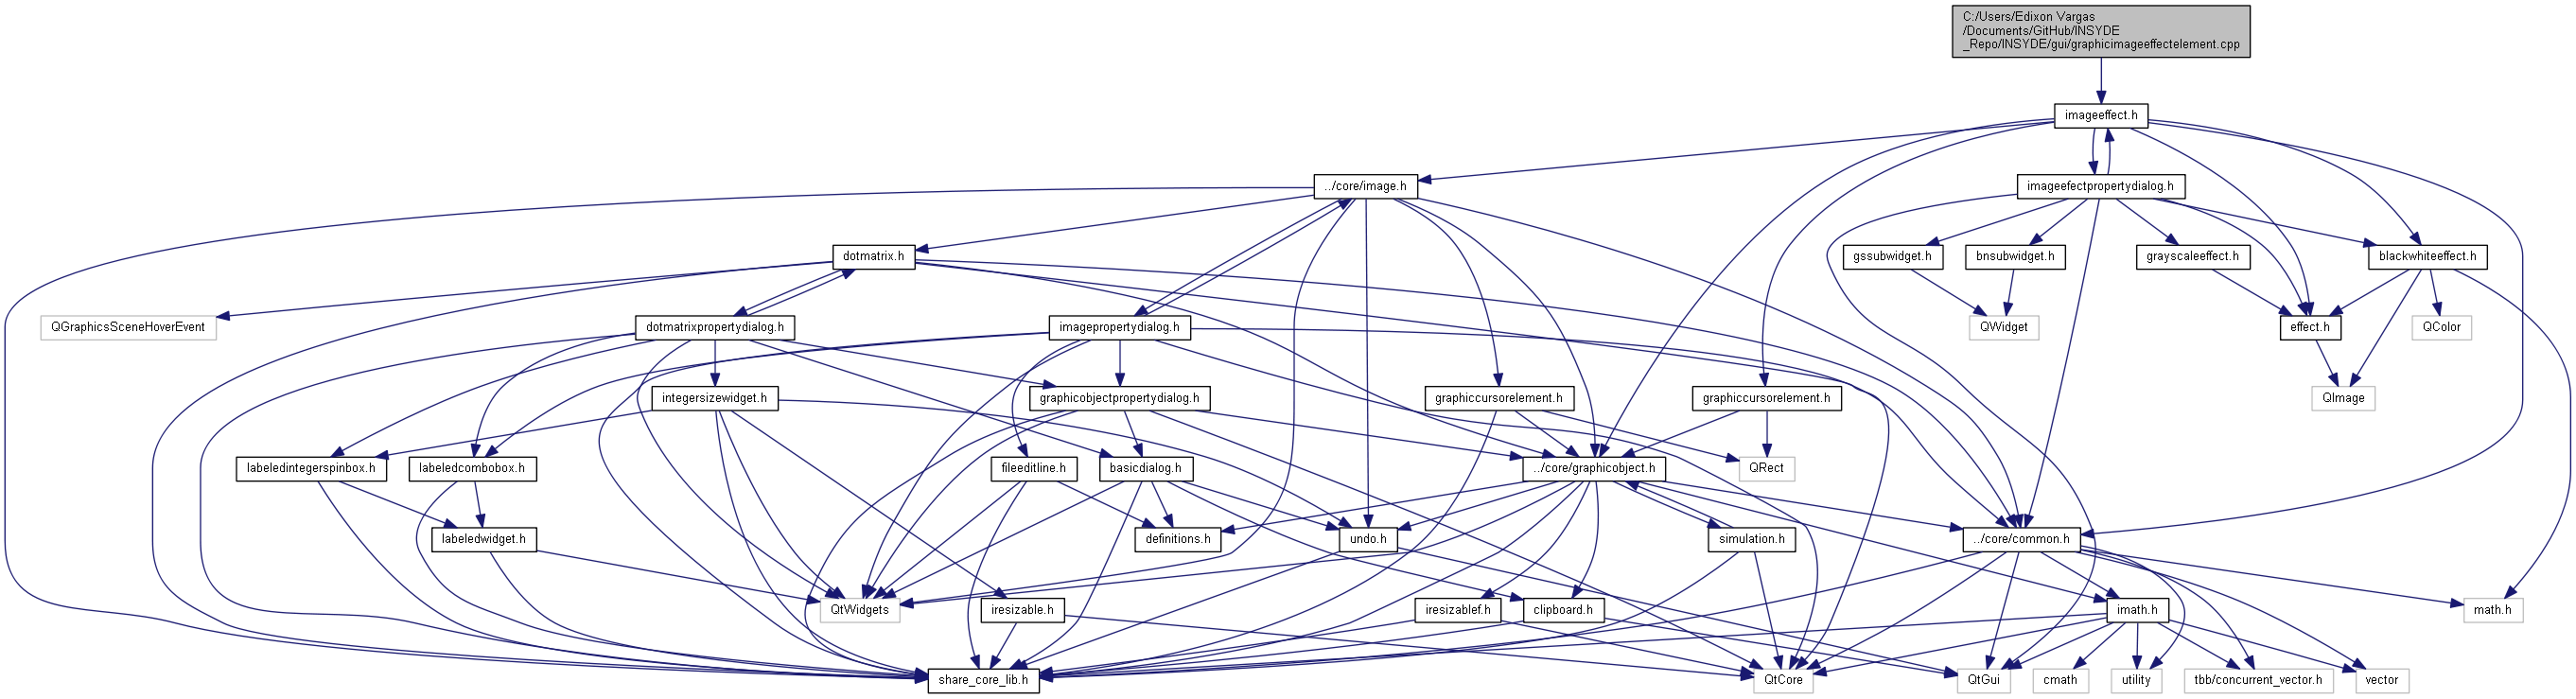 C:/Users/Edixon Vargas
/Documents/GitHub/INSYDE
_Repo/INSYDE/gui/graphicimageeffectelement.cpp
imageeffect.h
../core/image.h
imageefectpropertydialog.h
dotmatrix.h
gssubwidget.h
bnsubwidget.h
grayscaleeffect.h
blackwhiteeffect.h
QGraphicsSceneHoverEvent
dotmatrixpropertydialog.h
imagepropertydialog.h
QWidget
effect.h
QColor
integersizewidget.h
graphicobjectpropertydialog.h
graphiccursorelement.h
graphiccursorelement.h
QImage
labeledintegerspinbox.h
labeledcombobox.h
fileeditline.h
basicdialog.h
../core/graphicobject.h
QRect
labeledwidget.h
definitions.h
undo.h
simulation.h
../core/common.h
QtWidgets
iresizable.h
iresizablef.h
clipboard.h
imath.h
math.h
share_core_lib.h
QtCore
QtGui
cmath
utility
tbb/concurrent_vector.h
vector